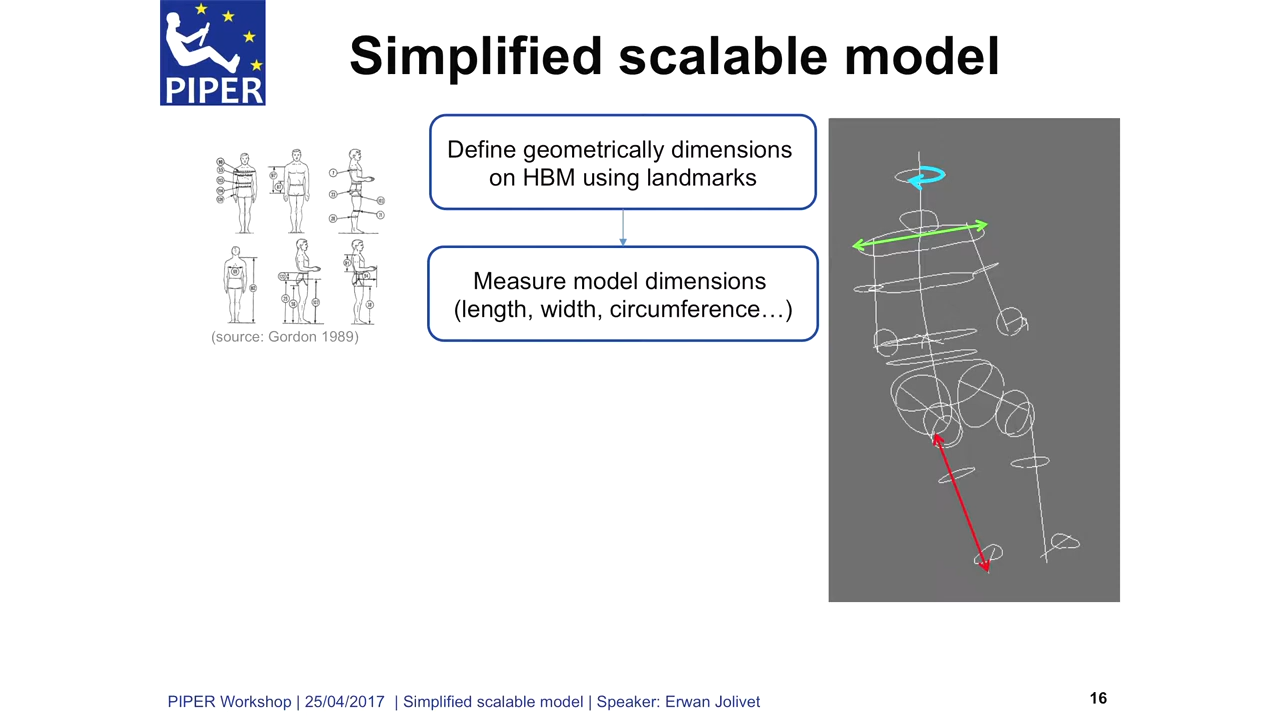 PIPER
Simplified scalable model
Define geometrically dimensions
on HBM using landmarks
Measure model dimensions
(length, width, circumference…)
(source: Gordon 1989)
PIPER Workshop | 25/04/2017 | Simplified scalable model | Speaker: Erwan Jolivet
16